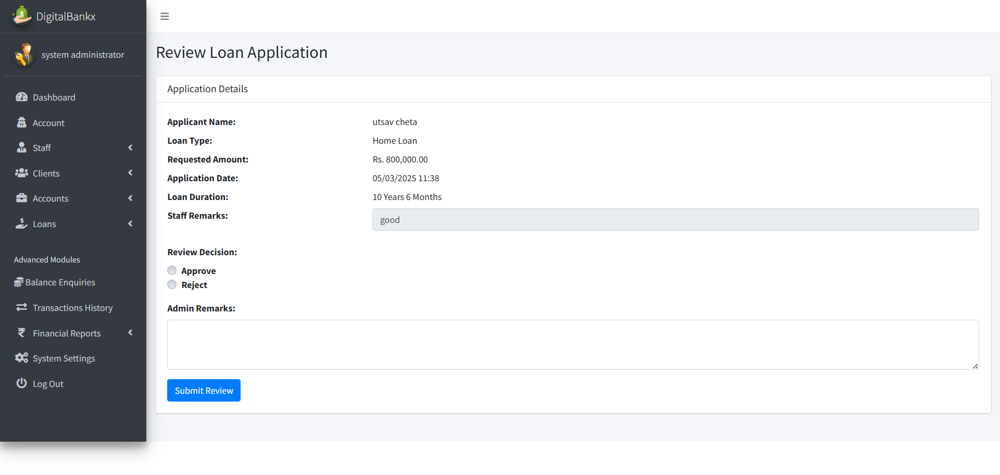 DigitalBankx
system administrator
Dashboard
Account
Staff
Clients
Accounts
Loans
Advanced Modules
Balance Enquiries
Transactions History
Financial Reports
System Settings
Log Out
Review Loan Application
Application Details
Applicant Name: utsav cheta
Loan Type: Home Loan
Requested Amount: Rs. 800,000.00
Application Date: 05/03/2025 11:38
Loan Duration: 10 Years 6 Months
Staff Remarks: good
Review Decision:
Approve
Reject
Admin Remarks:
Submit Review